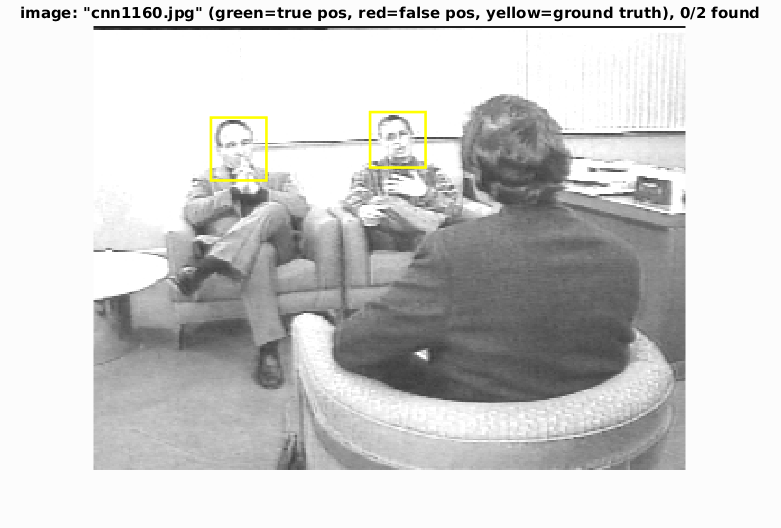 image: "cnn1160.jpg" (green=true pos, red=false pos, yellow=ground truth), 0/2 found